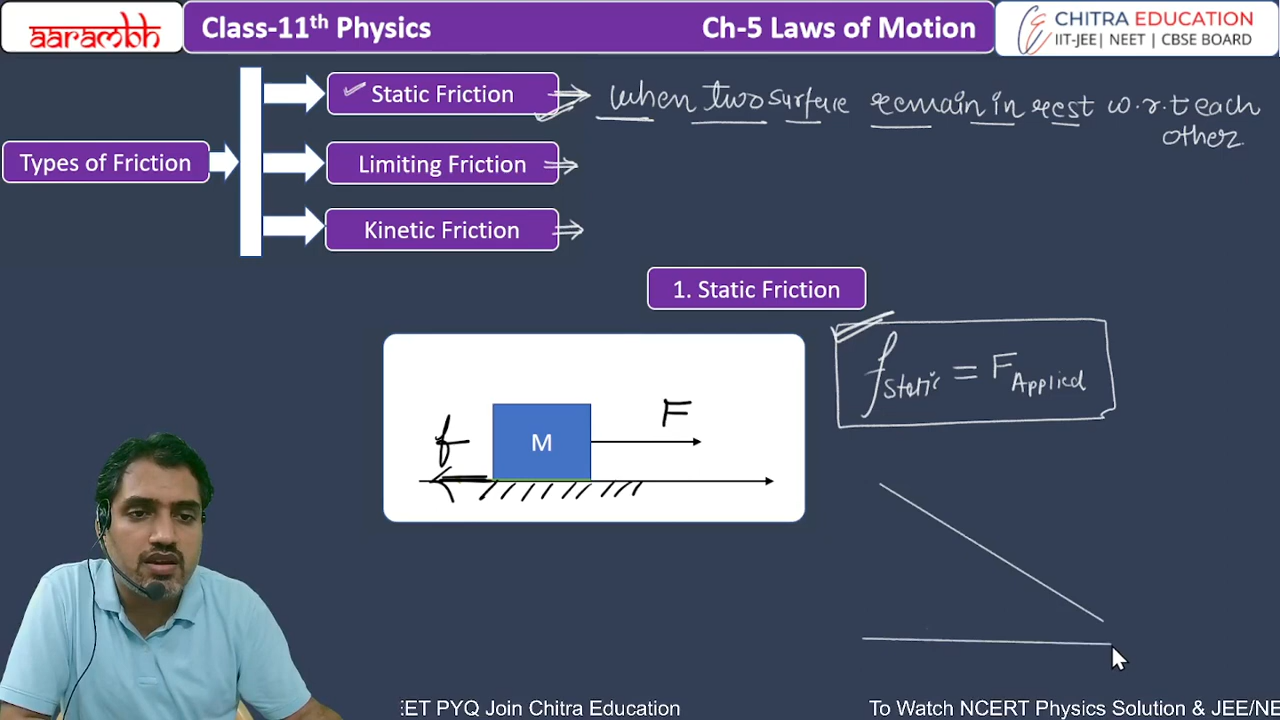 aarambh
Class-11th Physics
Ch-5 Laws of Motion
CHITRA EDUCATION
IIT-JEE| NEET | CBSE BOARD
Types of Friction
Static Friction
When two surface remain in rest w.r.t each
other
Limiting Friction
Kinetic Friction
1. Static Friction
f
M
F
fStatic = FApplied
EET PYQ Join Chitra Education
To Watch NCERT Physics Solution & JEE/NE